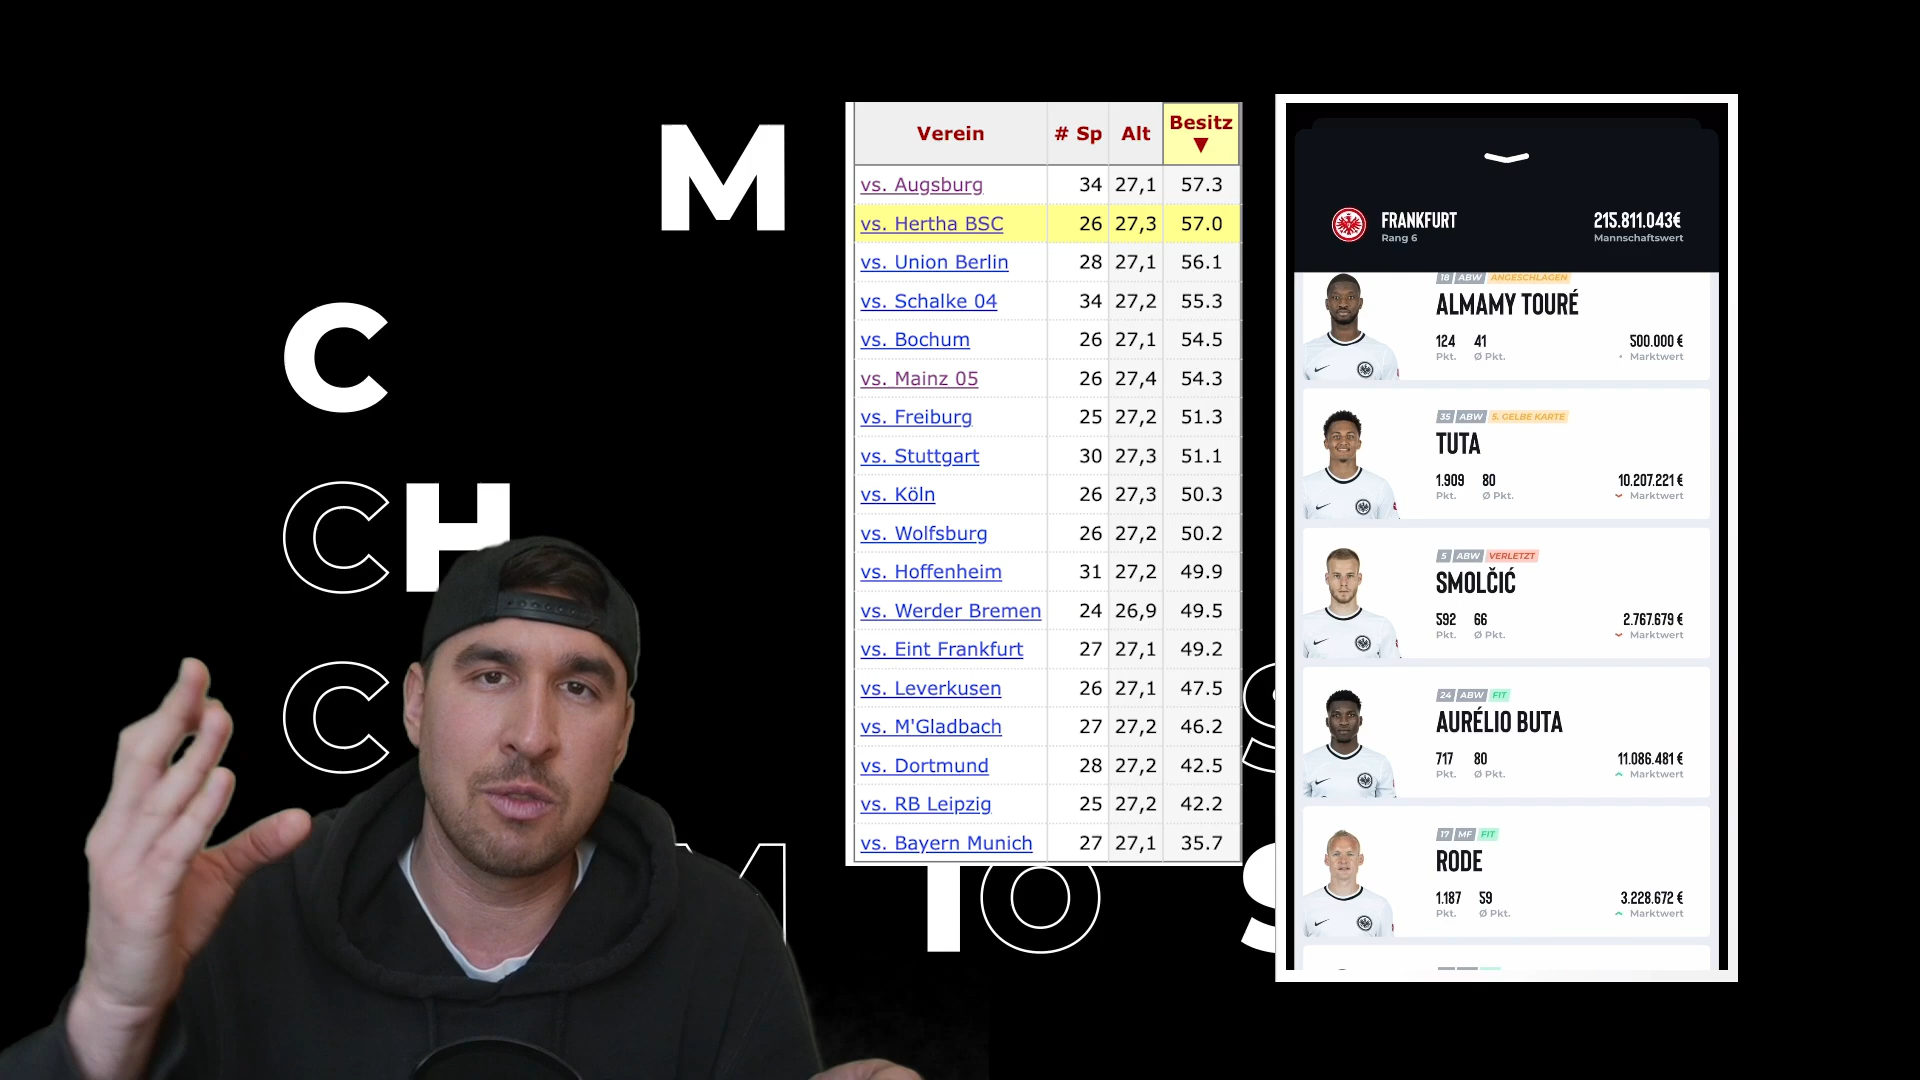 M
C
CH
C
M TO S
S
Verein # Sp Alt Besitz ▼
vs. Augsburg 34 27,1 57.3
vs. Hertha BSC 26 27,3 57.0
vs. Union Berlin 28 27,1 56.1
vs. Schalke 04 34 27,2 55.3
vs. Bochum 26 27,1 54.5
vs. Mainz 05 26 27,4 54.3
vs. Freiburg 25 27,2 51.3
vs. Stuttgart 30 27,3 51.1
vs. Köln 26 27,3 50.3
vs. Wolfsburg 26 27,2 50.2
vs. Hoffenheim 31 27,2 49.9
vs. Werder Bremen 24 26,9 49.5
vs. Eint Frankfurt 27 27,1 49.2
vs. Leverkusen 26 27,1 47.5
vs. M'Gladbach 27 27,2 46.2
vs. Dortmund 28 27,2 42.5
vs. RB Leipzig 25 27,2 42.2
vs. Bayern Munich 27 27,1 35.7
FRANKFURT 215.811.043€
Rang 6 Mannschaftswert
18 ABW ANGESCHLAGEN
ALMAMY TOURÉ
124 41 500.000 €
Pkt. Ø Pkt. Marktwert
35 ABW 5. GELBE KARTE
TUTA
1.909 80 10.207.221 €
Pkt. Ø Pkt. Marktwert
5 ABW VERLETZT
SMOLČIĆ
592 66 2.767.679 €
Pkt. Ø Pkt. Marktwert
24 ABW FIT
AURÉLIO BUTA
717 80 11.086.481 €
Pkt. Ø Pkt. Marktwert
17 MF FIT
RODE
1.187 59 3.228.672 €
Pkt. Ø Pkt. Marktwert